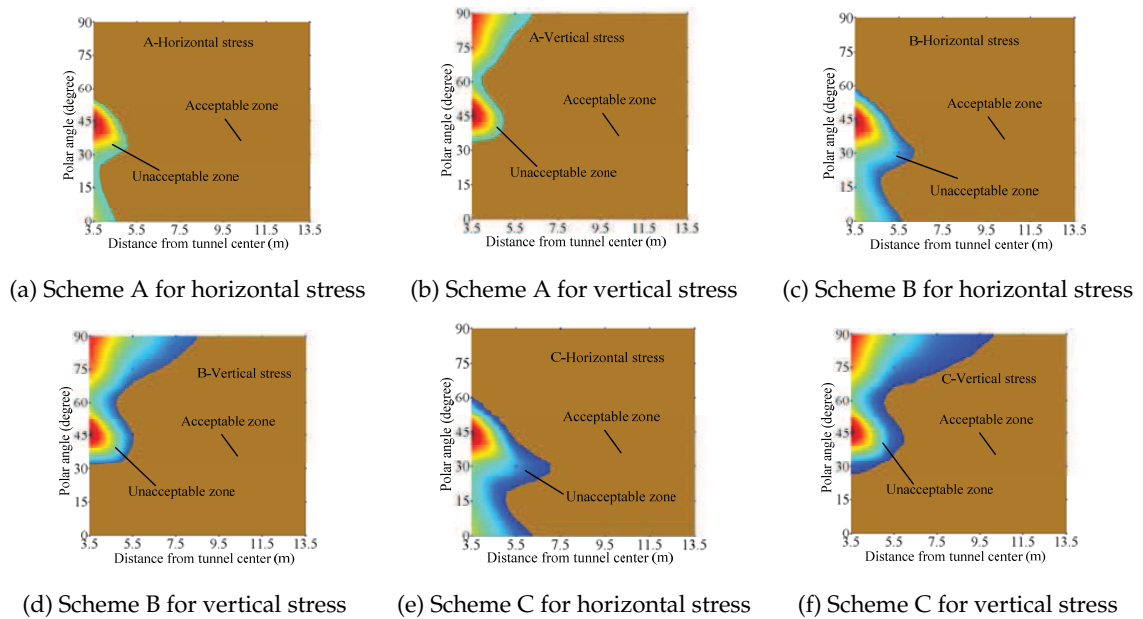 90
75
60
45
30
15
0
Polar angle (degree)
A-Horizontal stress
Acceptable zone
Unacceptable zone
3.5 5.5 7.5 9.5 11.5 13.5
Distance from tunnel center (m)
(a) Scheme A for horizontal stress
90
75
60
45
30
15
0
Polar angle (degree)
A-Vertical stress
Acceptable zone
Unacceptable zone
3.5 5.5 7.5 9.5 11.5 13.5
Distance from tunnel center (m)
(b) Scheme A for vertical stress
90
75
60
45
30
15
0
Polar angle (degree)
B-Horizontal stress
Acceptable zone
Unacceptable zone
3.5 5.5 7.5 9.5 11.5 13.5
Distance from tunnel center (m)
(c) Scheme B for horizontal stress
90
75
60
45
30
15
0
Polar angle (degree)
B-Vertical stress
Acceptable zone
Unacceptable zone
3.5 5.5 7.5 9.5 11.5 13.5
Distance from tunnel center (m)
(d) Scheme B for vertical stress
90
75
60
45
30
15
0
Polar angle (degree)
C-Horizontal stress
Acceptable zone
Unacceptable zone
3.5 5.5 7.5 9.5 11.5 13.5
Distance from tunnel center (m)
(e) Scheme C for horizontal stress
90
75
60
45
30
15
0
Polar angle (degree)
C-Vertical stress
Acceptable zone
Unacceptable zone
3.5 5.5 7.5 9.5 11.5 13.5
Distance from tunnel center (m)
(f) Scheme C for vertical stress